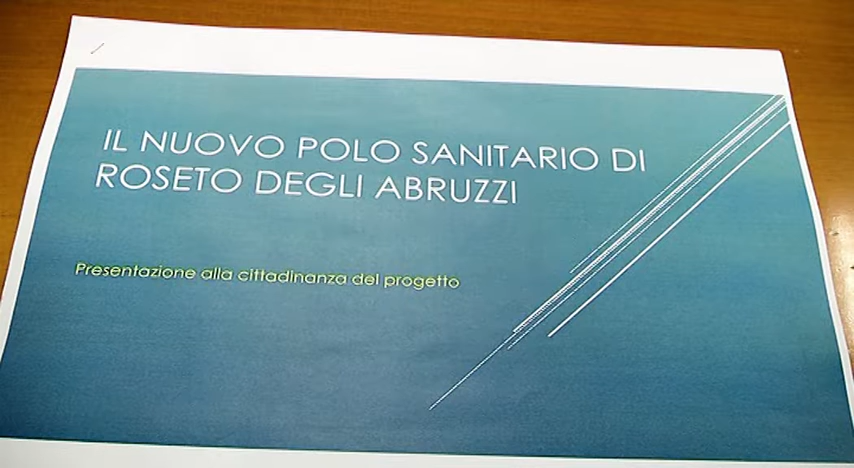 IL NUOVO POLO SANITARIO DI
ROSETO DEGLI ABRUZZI
Presentazione alla cittadinanza del progetto